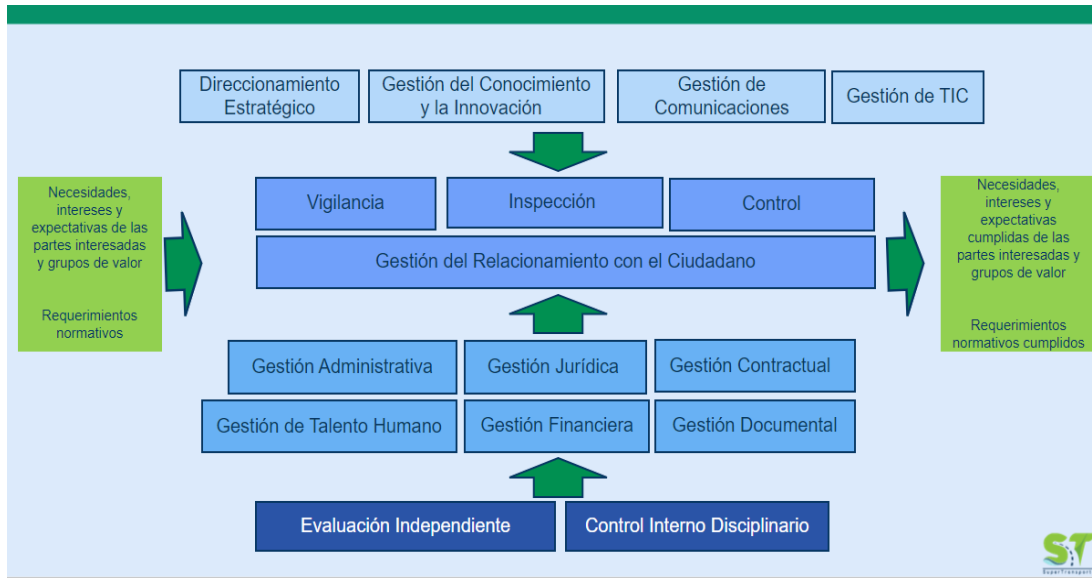 Direccionamiento
Estratégico
Gestión del Conocimiento
y la Innovación
Gestión de
Comunicaciones
Gestión de TIC
Necesidades,
intereses y
expectativas de las
partes interesadas
y grupos de valor
Requerimientos
normativos
Vigilancia
Inspección
Control
Gestión del Relacionamiento con el Ciudadano
Necesidades,
intereses y
expectativas
cumplidas de las
partes interesadas y
grupos de valor
Requerimientos
normativos cumplidos
Gestión Administrativa
Gestión Jurídica
Gestión Contractual
Gestión de Talento Humano
Gestión Financiera
Gestión Documental
Evaluación Independiente
Control Interno Disciplinario
ST